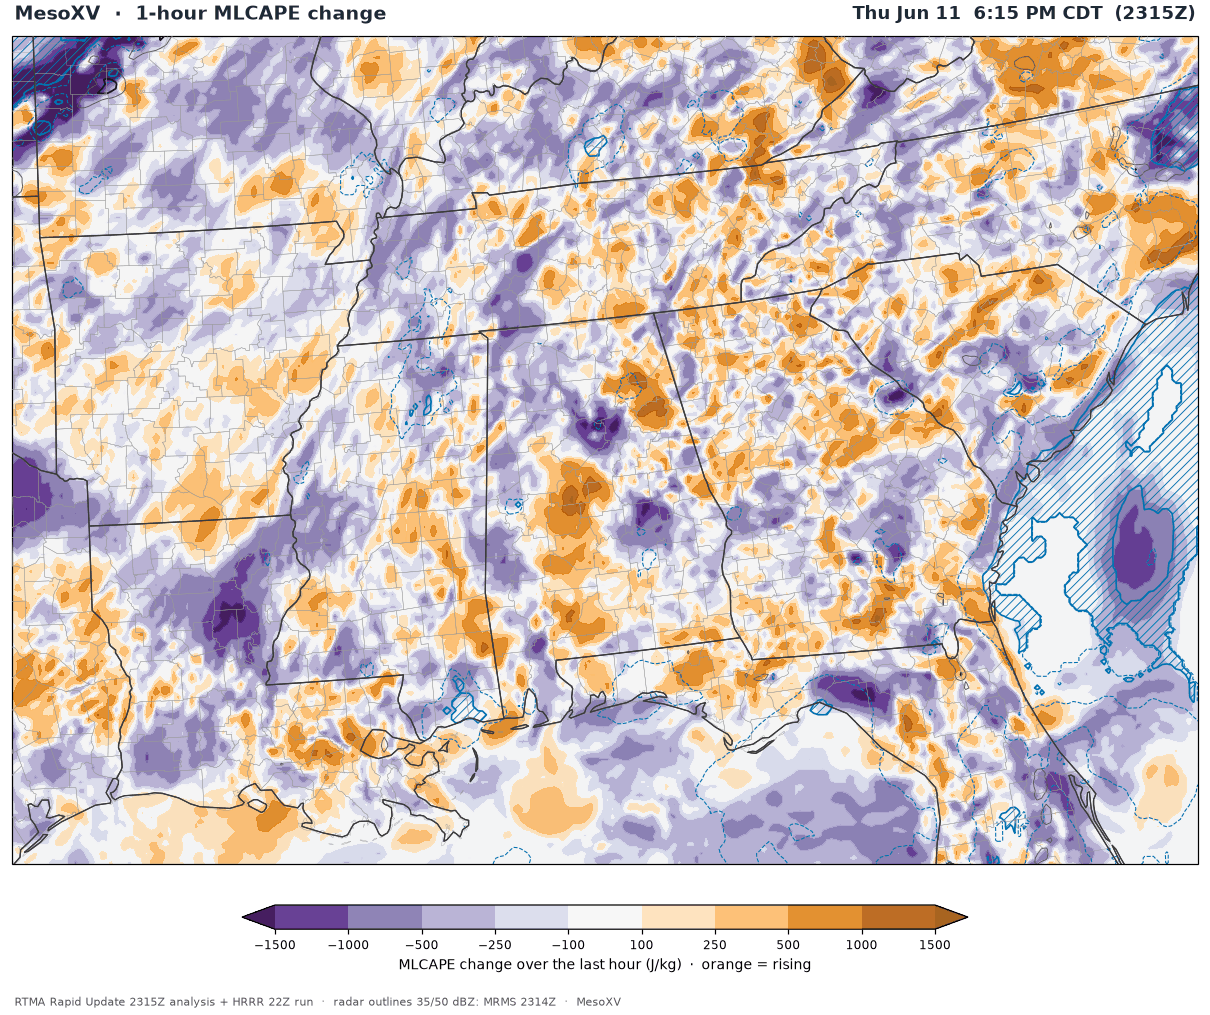 MesoXV · 1-hour MLCAPE change
Thu Jun 11 6:15 PM CDT (2315Z)
−1500 −1000 −500 −250 −100 100 250 500 1000 1500
MLCAPE change over the last hour (J/kg) · orange = rising
RTMA Rapid Update 2315Z analysis + HRRR 22Z run · radar outlines 35/50 dBZ: MRMS 2314Z · MesoXV